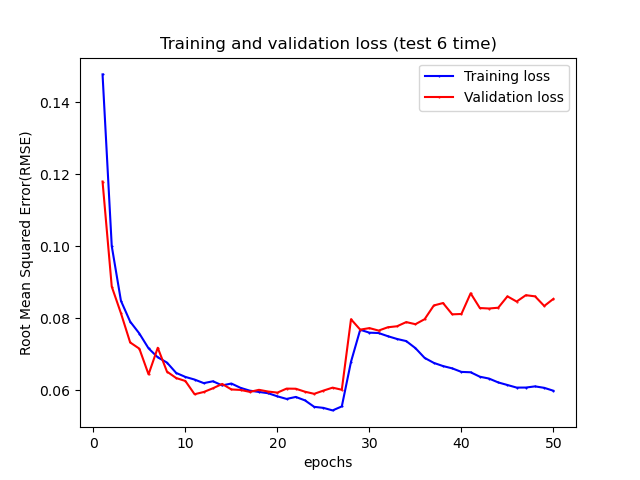 Training and validation loss (test 6 time)
Training loss
Validation loss
Root Mean Squared Error(RMSE)
0.14
0.12
0.10
0.08
0.06
0 10 20 30 40 50
epochs